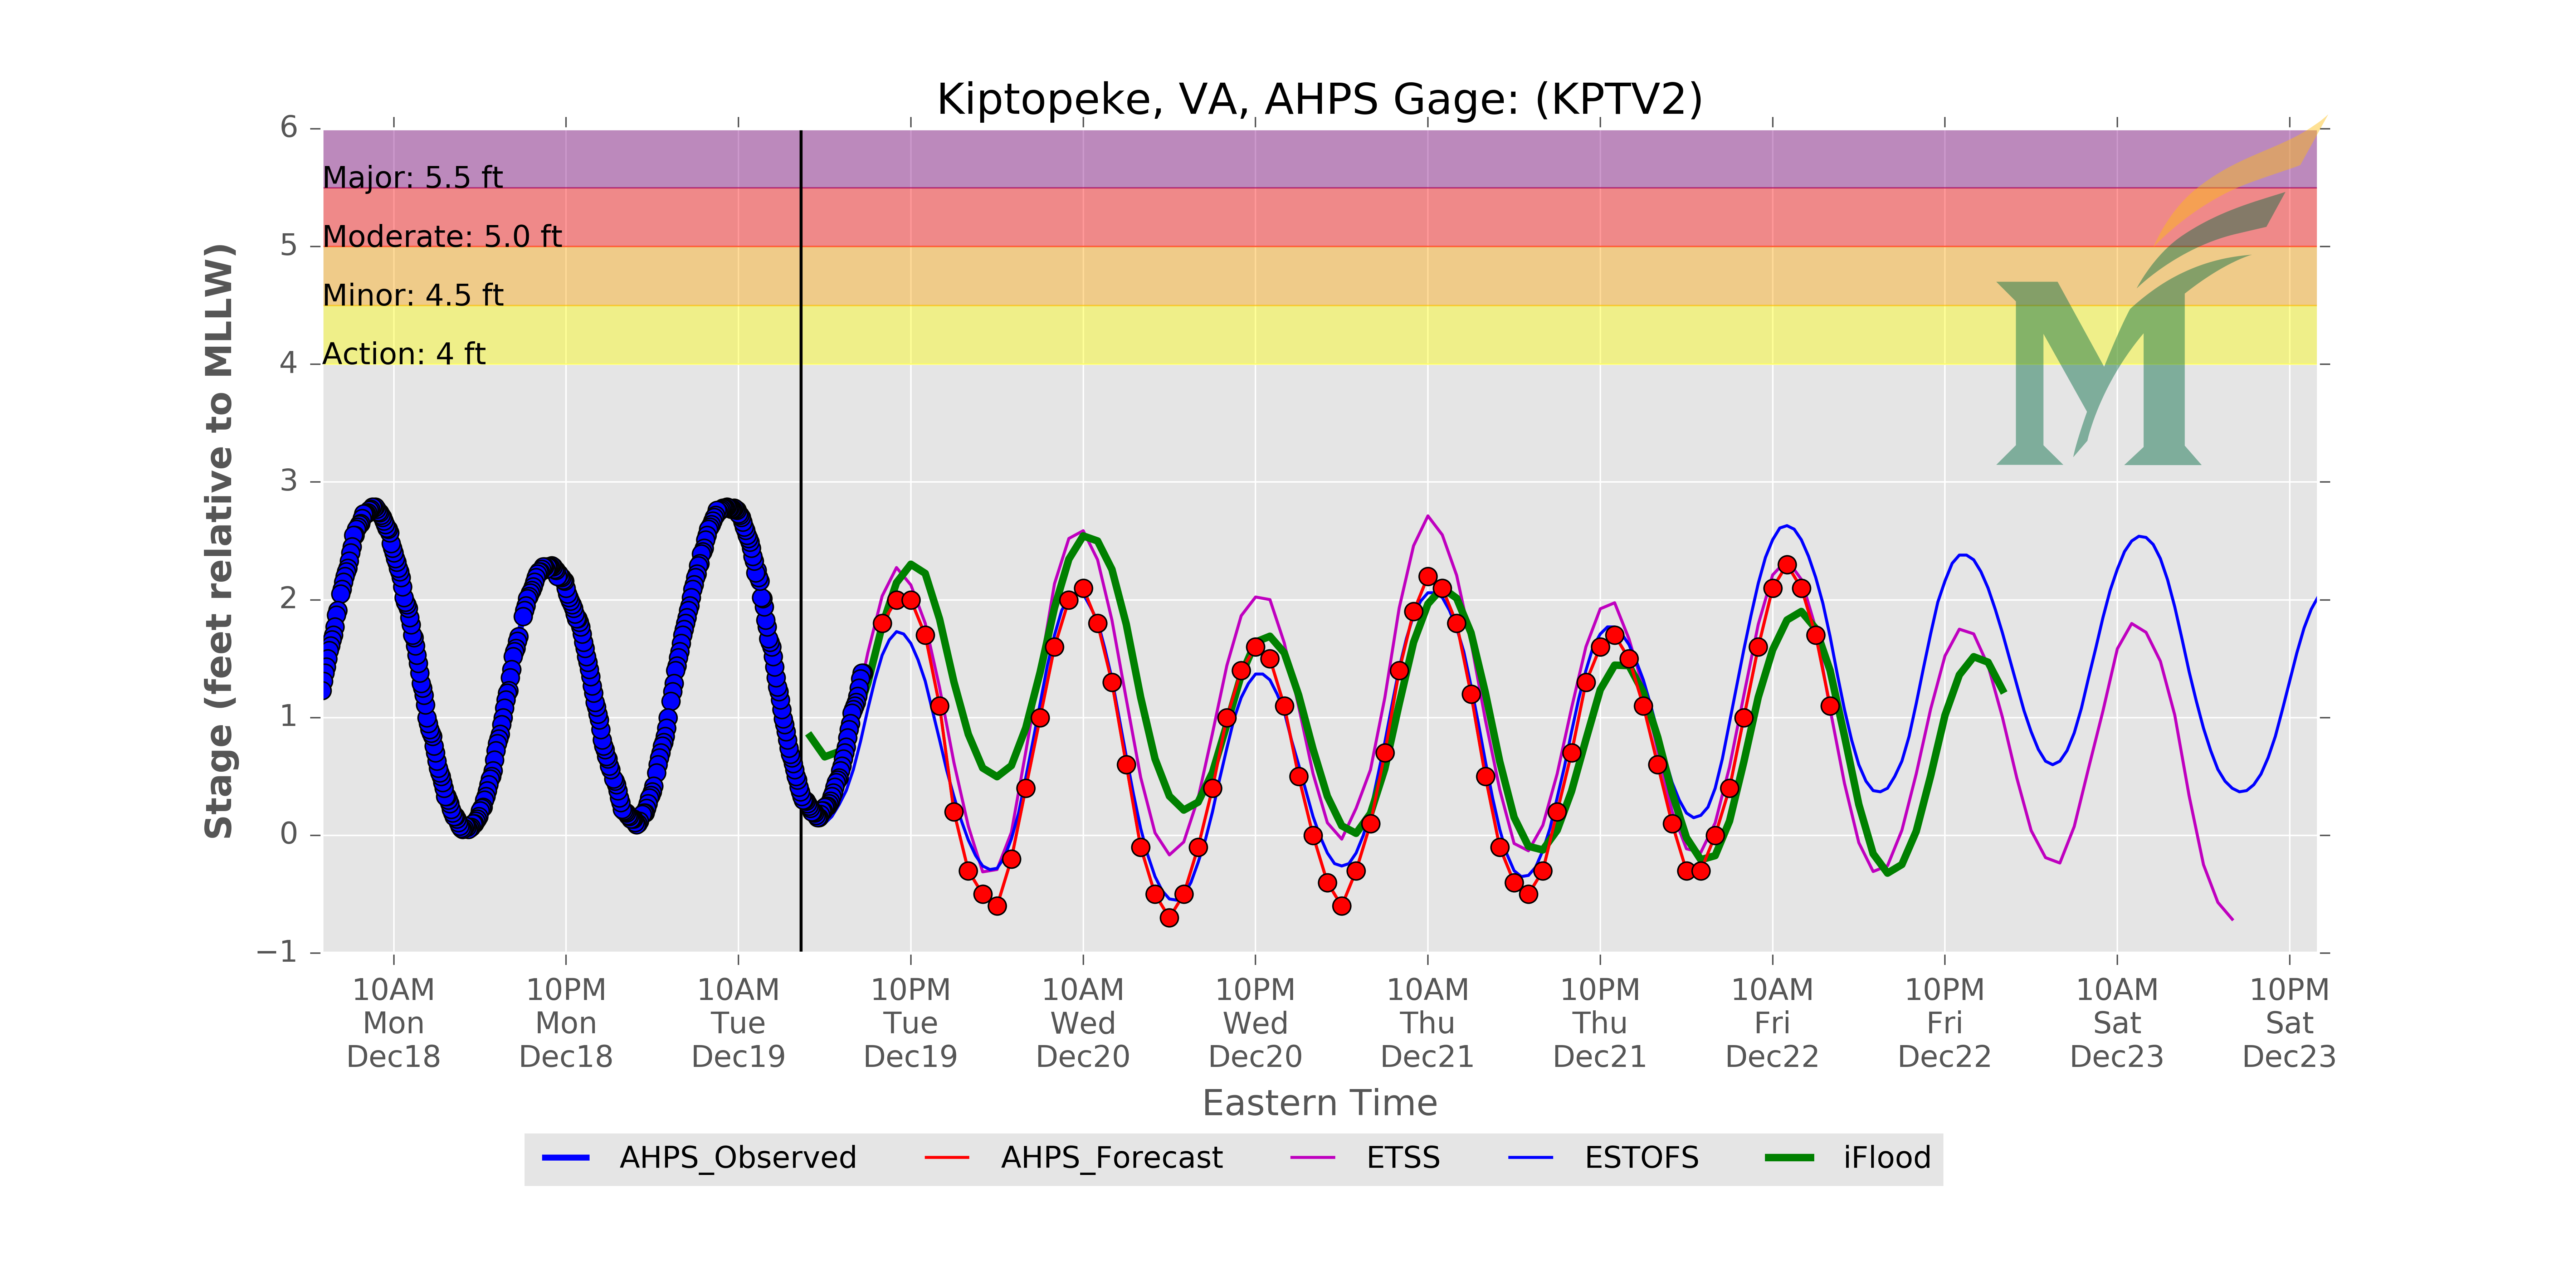 Kiptopeke, VA, AHPS Gage: (KPTV2)
6
Major: 5.5 ft
Moderate: 5.0 ft
5
Minor: 4.5 ft
Action: 4 ft
4
3
2
1
0
−1
Stage (feet relative to MLLW)
10AM 10PM 10AM 10PM 10AM 10PM 10AM 10PM 10AM 10PM 10AM 10PM
Mon Mon Tue Tue Wed Wed Thu Thu Fri Fri Sat Sat
Dec18 Dec18 Dec19 Dec19 Dec20 Dec20 Dec21 Dec21 Dec22 Dec22 Dec23 Dec23
Eastern Time
AHPS_Observed AHPS_Forecast ETSS ESTOFS iFlood
M